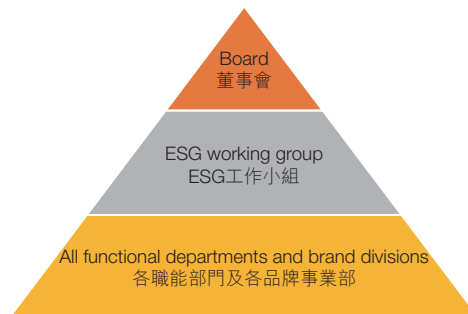 Board
董事會
ESG working group
ESG工作小組
All functional departments and brand divisions
各職能部門及各品牌事業部